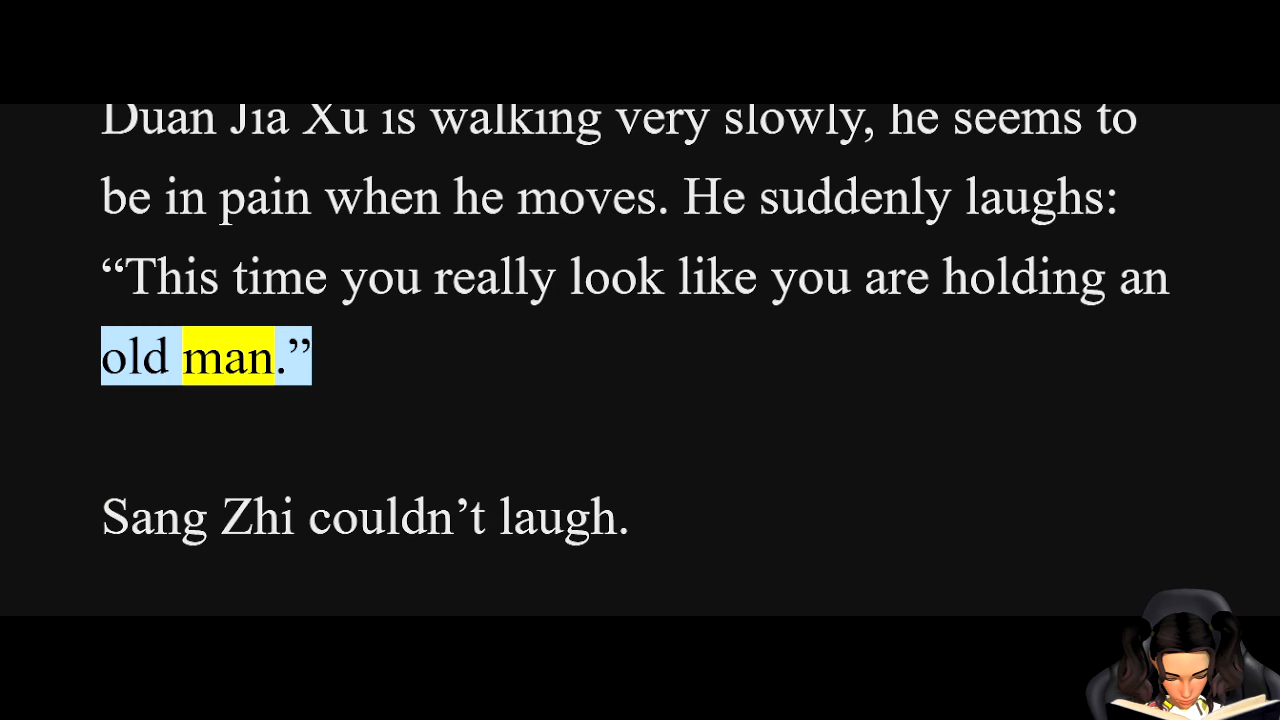 Duan Jia Xu is walking very slowly, he seems to
be in pain when he moves. He suddenly laughs:
“This time you really look like you are holding an
old man.”
Sang Zhi couldn’t laugh.